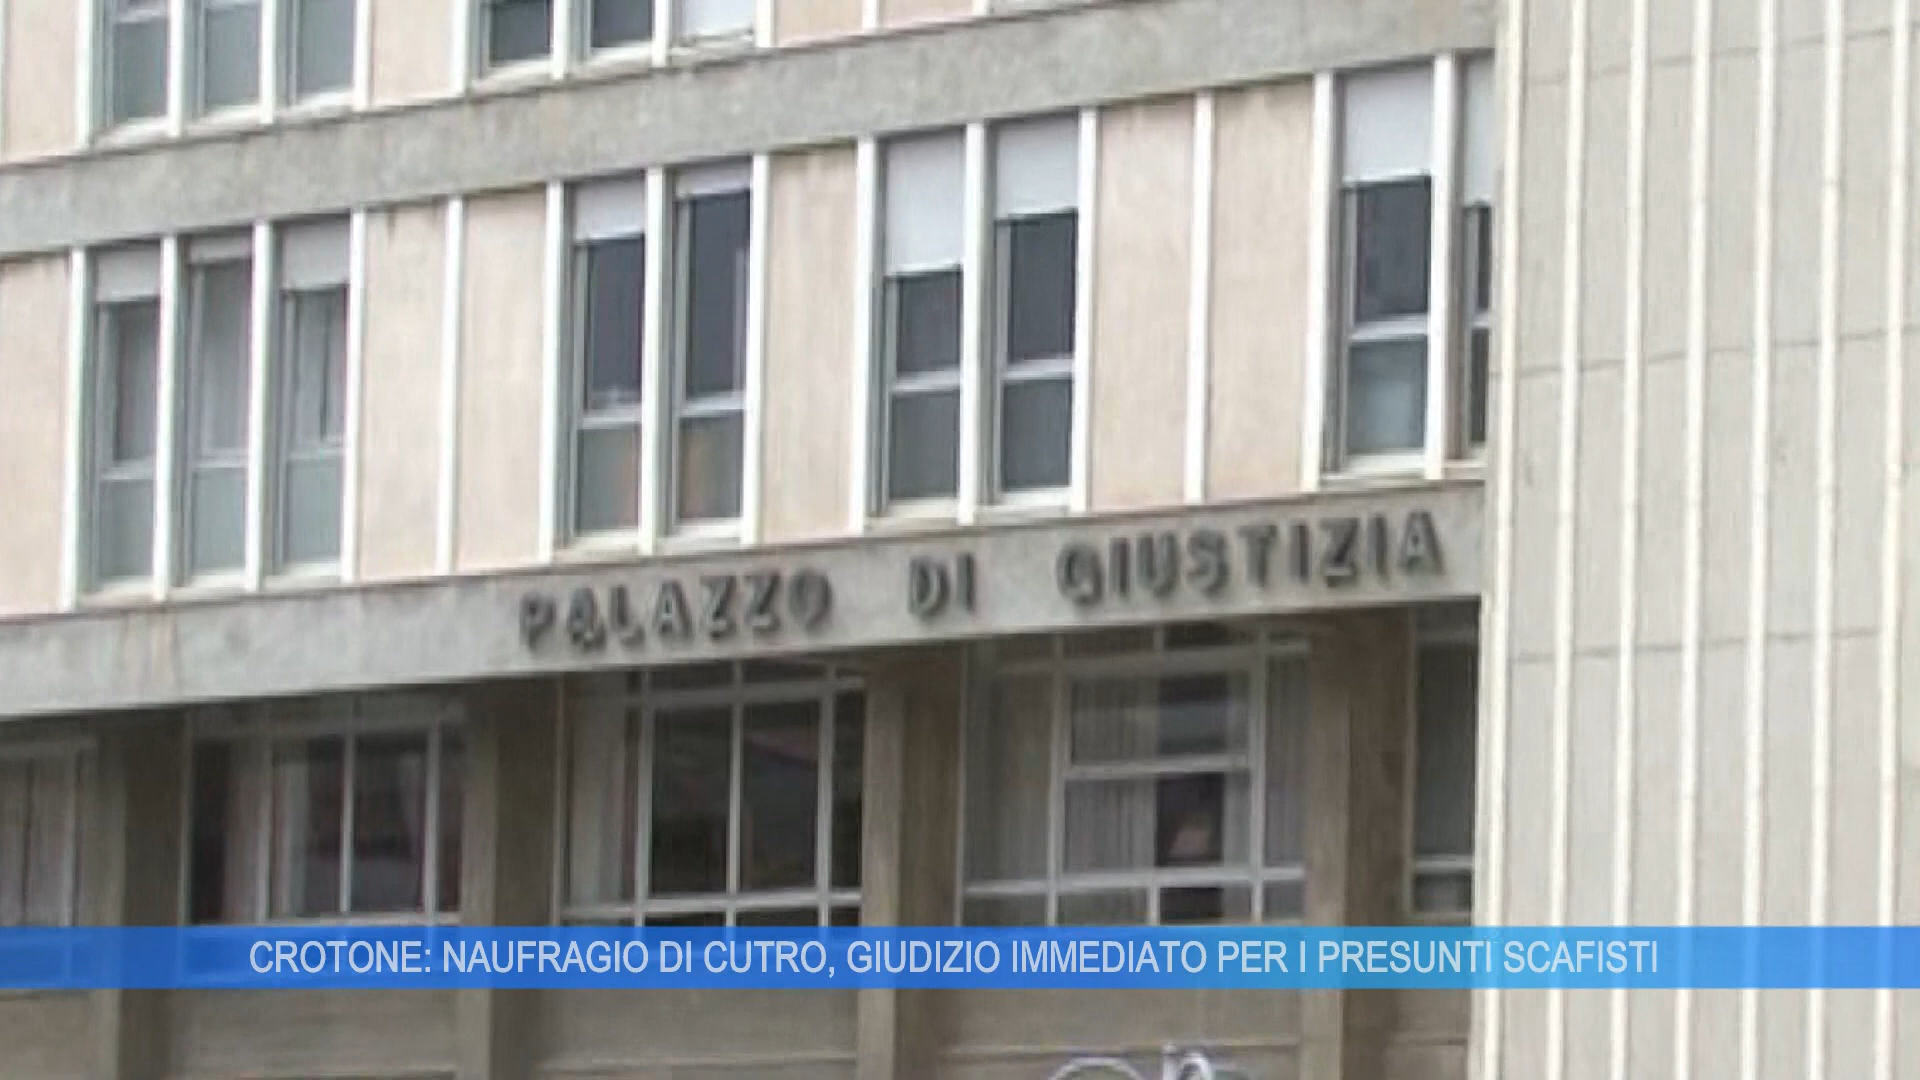 PALAZZO DI GIUSTIZIA
CROTONE: NAUFRAGIO DI CUTRO, GIUDIZIO IMMEDIATO PER I PRESUNTI SCAFISTI